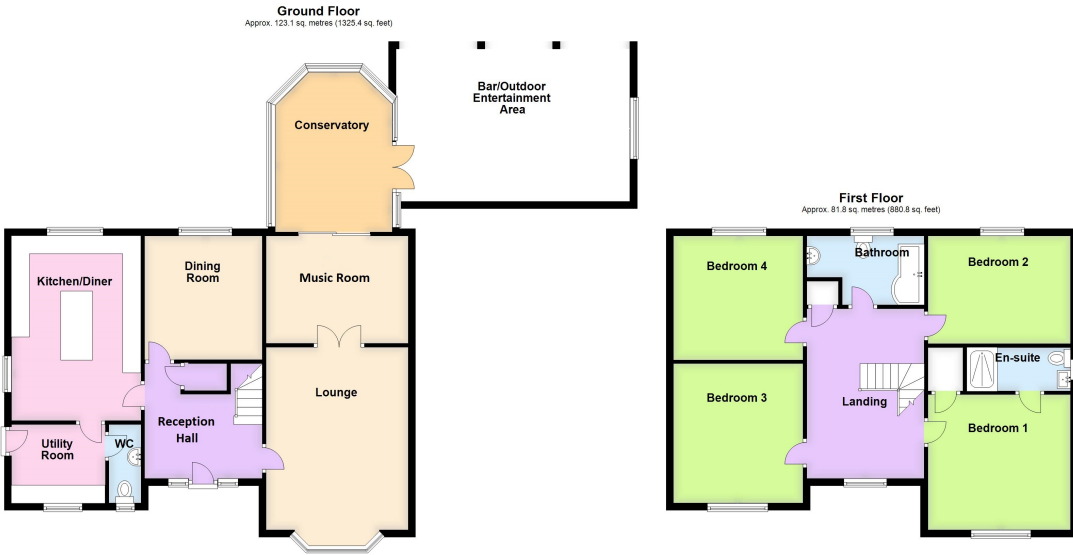 Ground Floor
Approx. 123.1 sq. metres (1325.4 sq. feet)
Bar/Outdoor
Entertainment
Area
Conservatory
Kitchen/Diner
Dining
Room
Music Room
Lounge
Reception
Hall
Utility
Room
WC
First Floor
Approx. 81.8 sq. metres (880.8 sq. feet)
Bedroom 4
Bathroom
Bedroom 2
En-suite
Bedroom 3
Landing
Bedroom 1